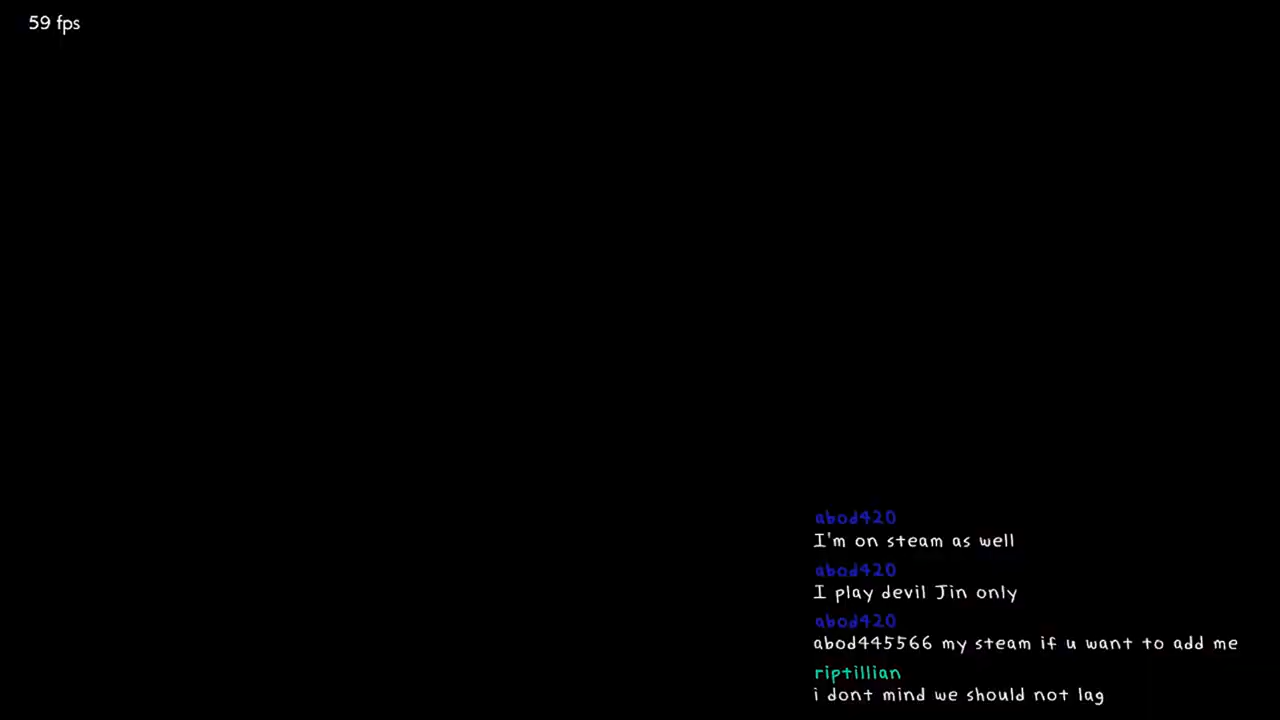 59 fps
abod420
I'm on steam as well
abod420
I play devil Jin only
abod420
abod445566 my steam if u want to add me
riptillian
i dont mind we should not lag